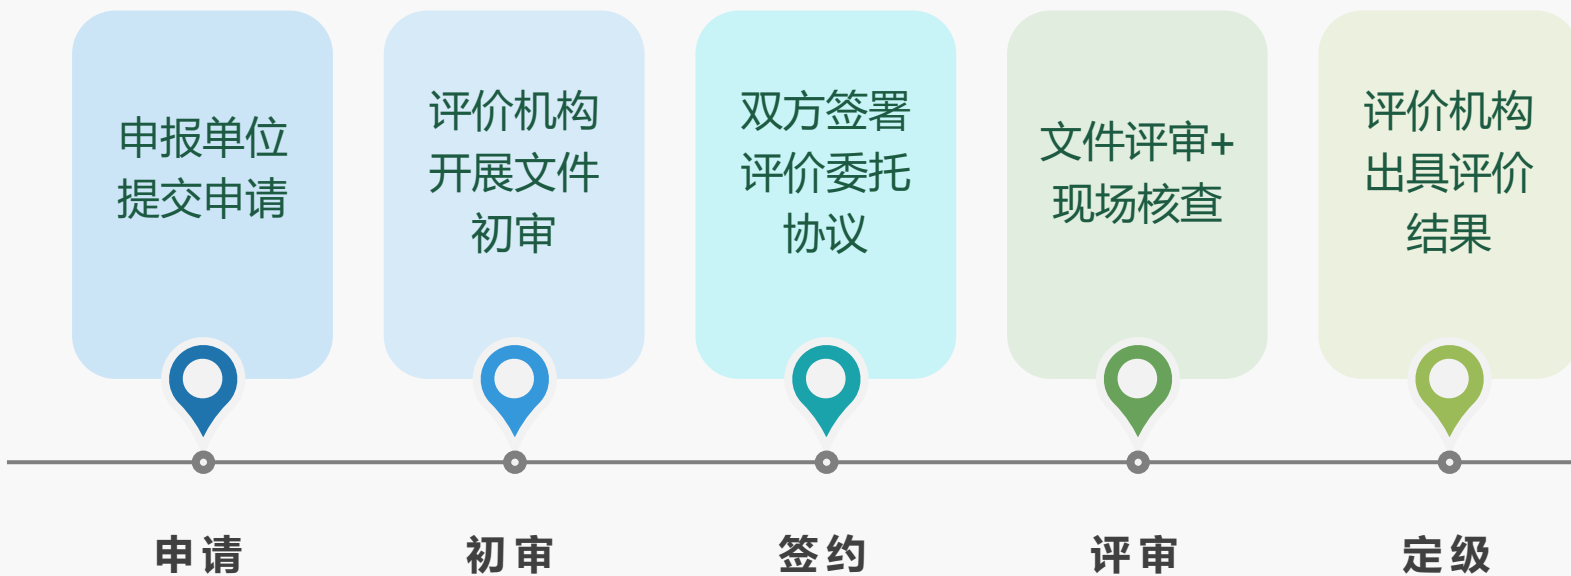 申报单位
提交申请
评价机构
开展文件
初审
双方签署
评价委托
协议
文件评审+
现场核查
评价机构
出具评价
结果
申请
初审
签约
评审
定级